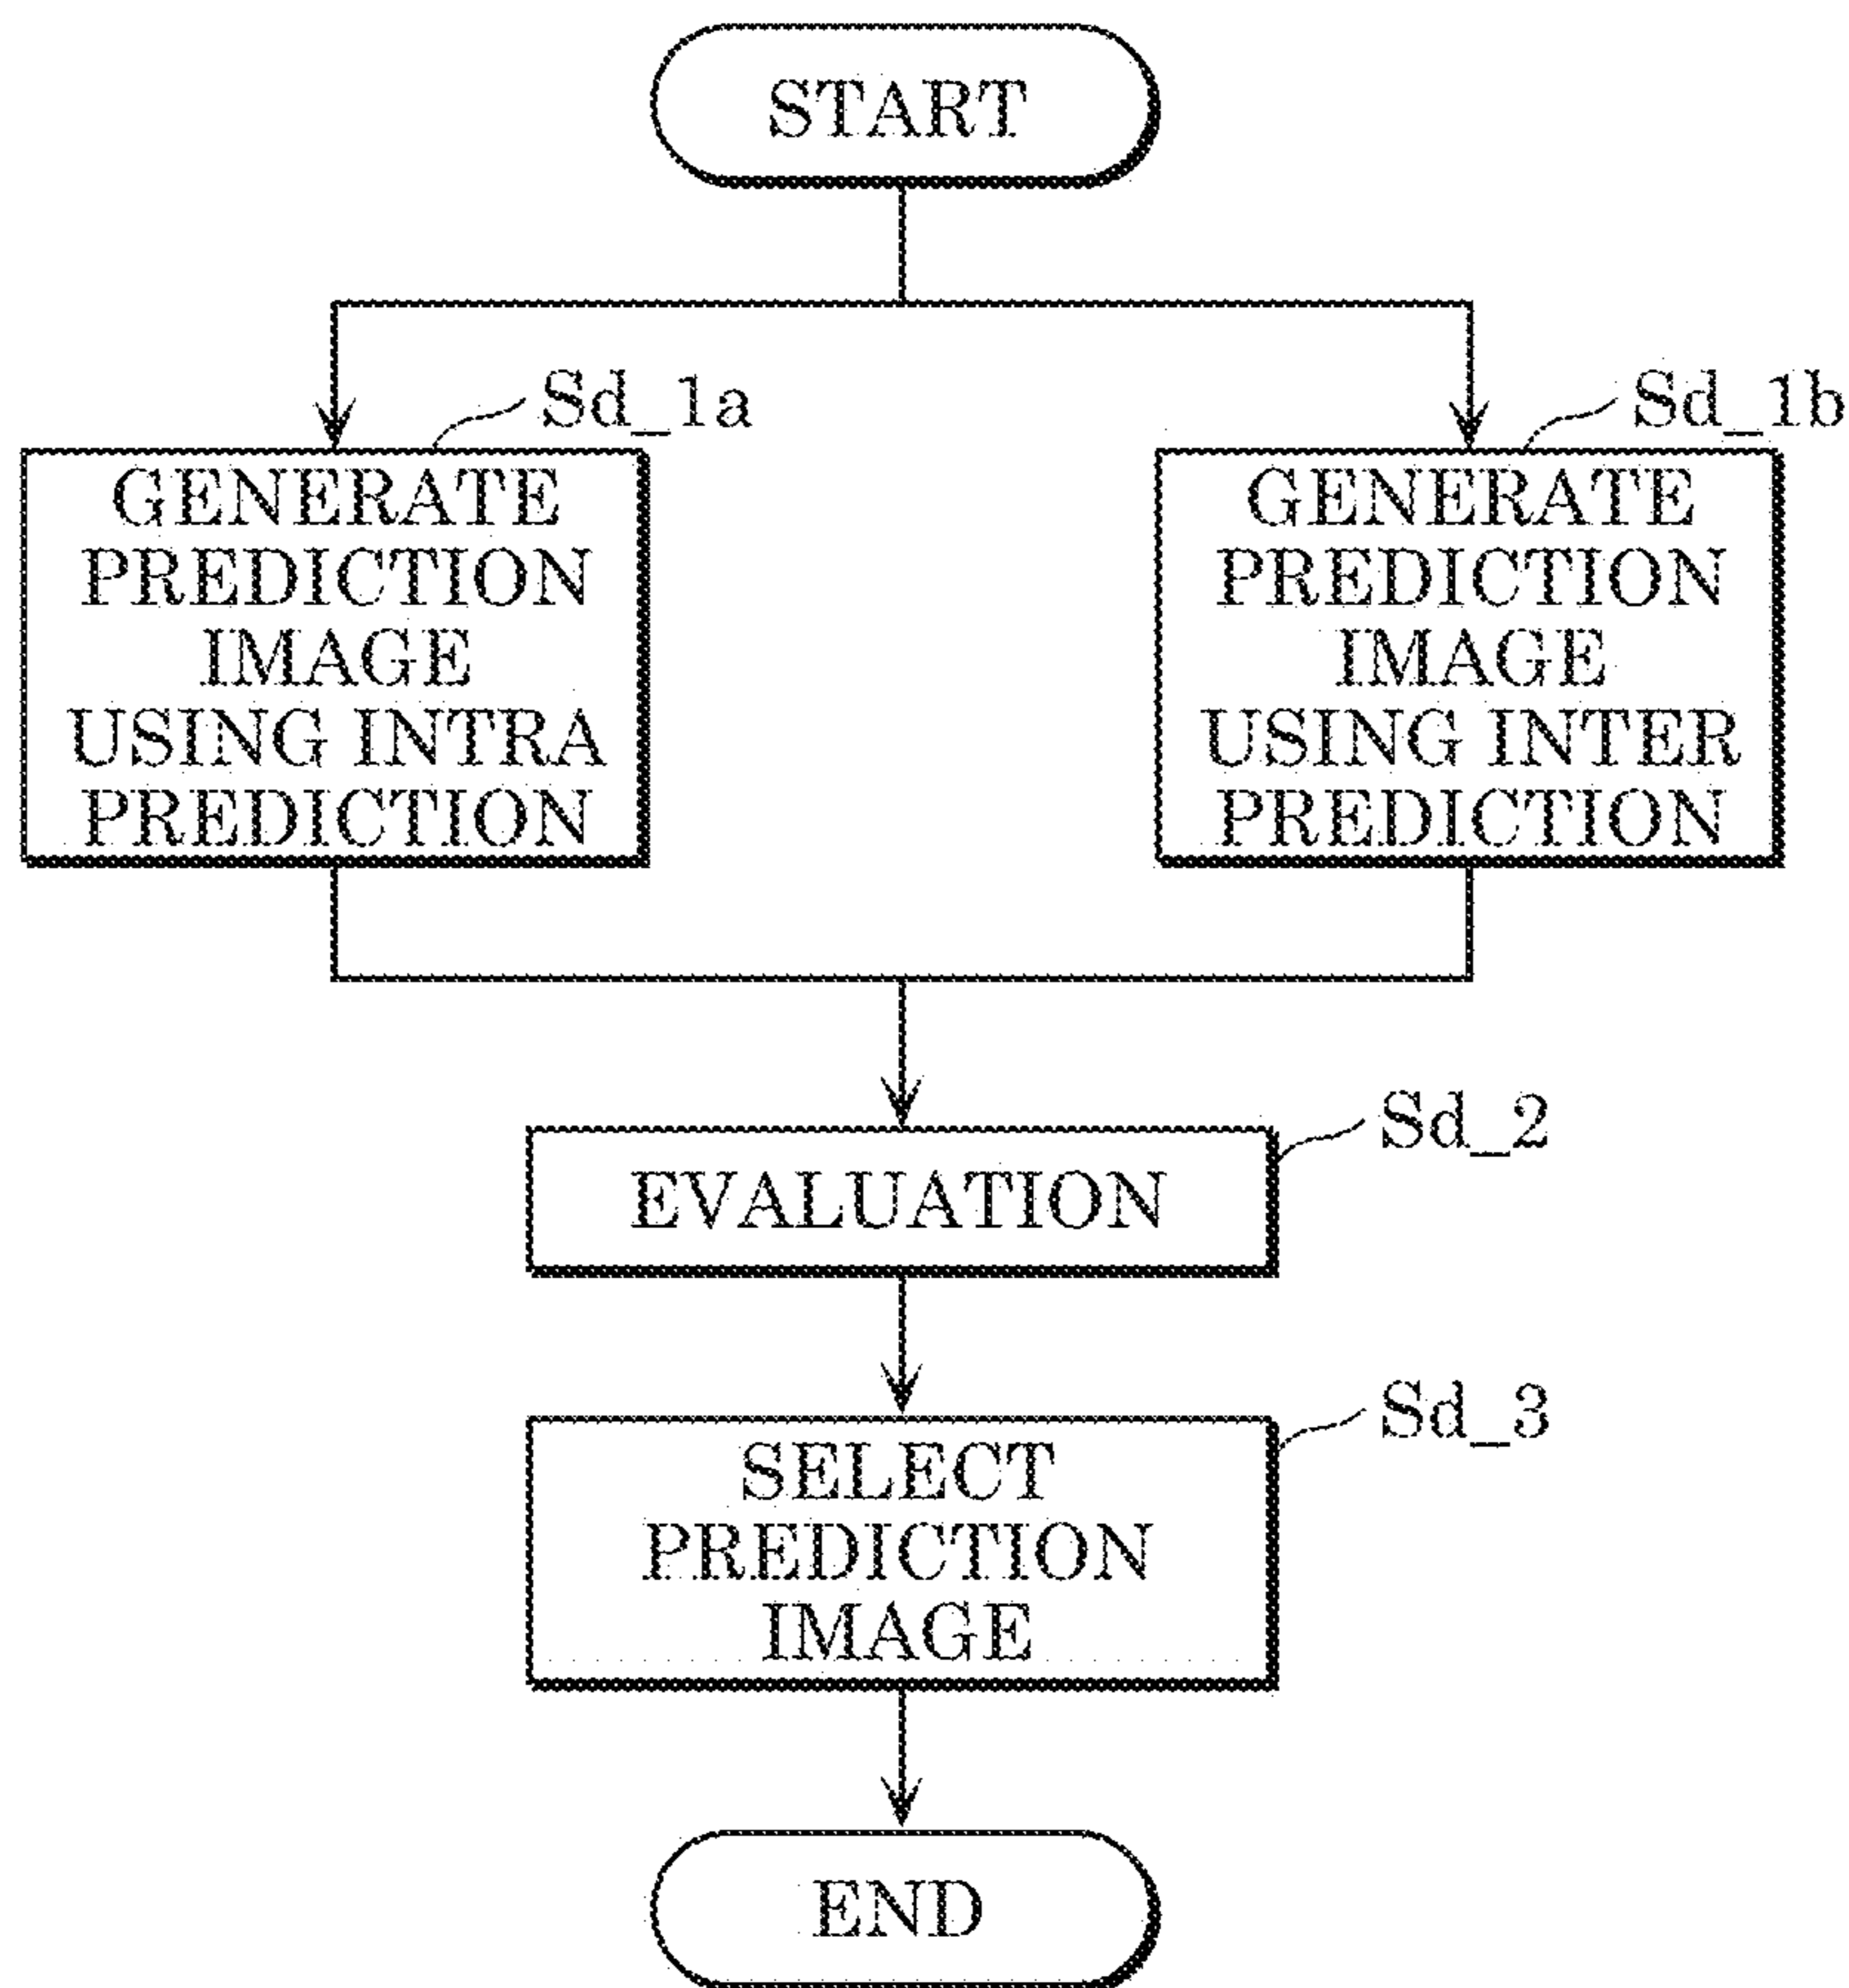 START
Sd_1a
GENERATE
PREDICTION
IMAGE
USING INTRA
PREDICTION
Sd_1b
GENERATE
PREDICTION
IMAGE
USING INTER
PREDICTION
Sd_2
EVALUATION
Sd_3
SELECT
PREDICTION
IMAGE
END